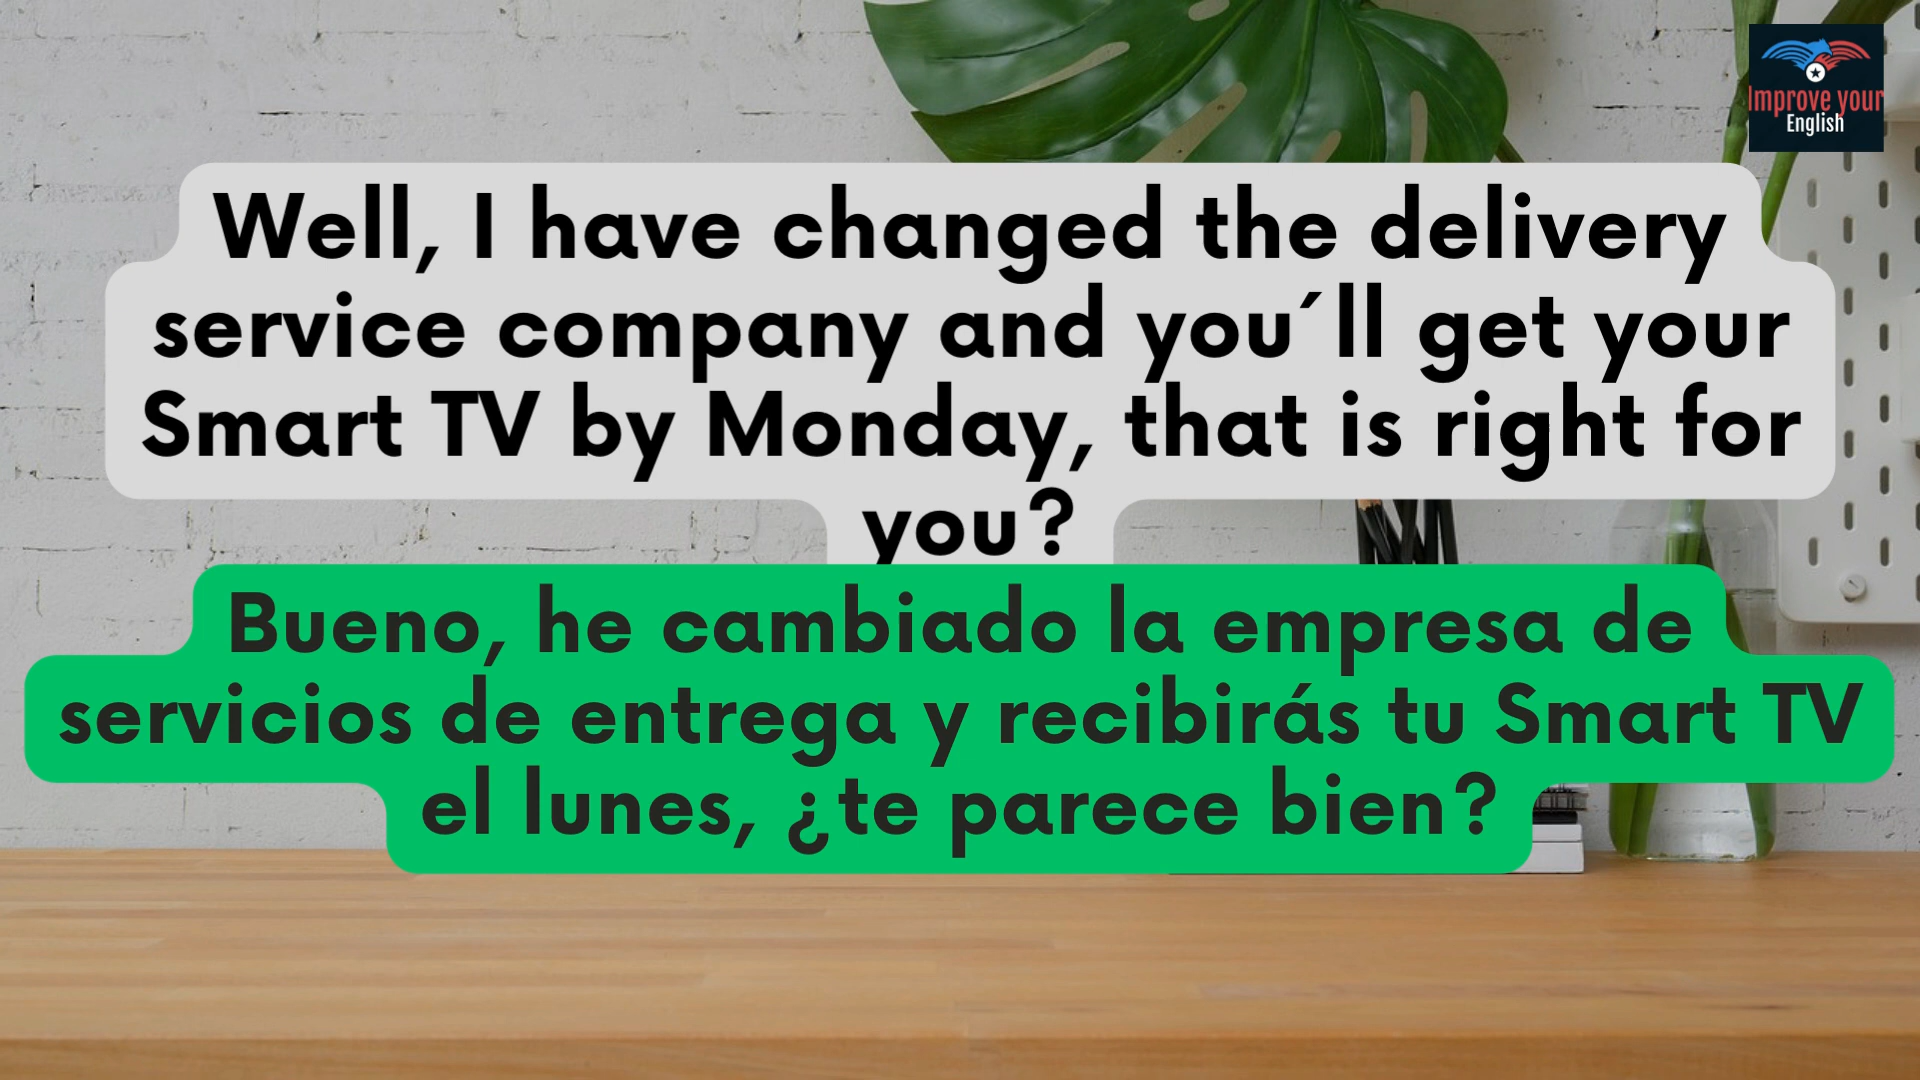 Improve your
English
Well, I have changed the delivery
service company and you´ll get your
Smart TV by Monday, that is right for
you?
Bueno, he cambiado la empresa de
servicios de entrega y recibirás tu Smart TV
el lunes, ¿te parece bien?